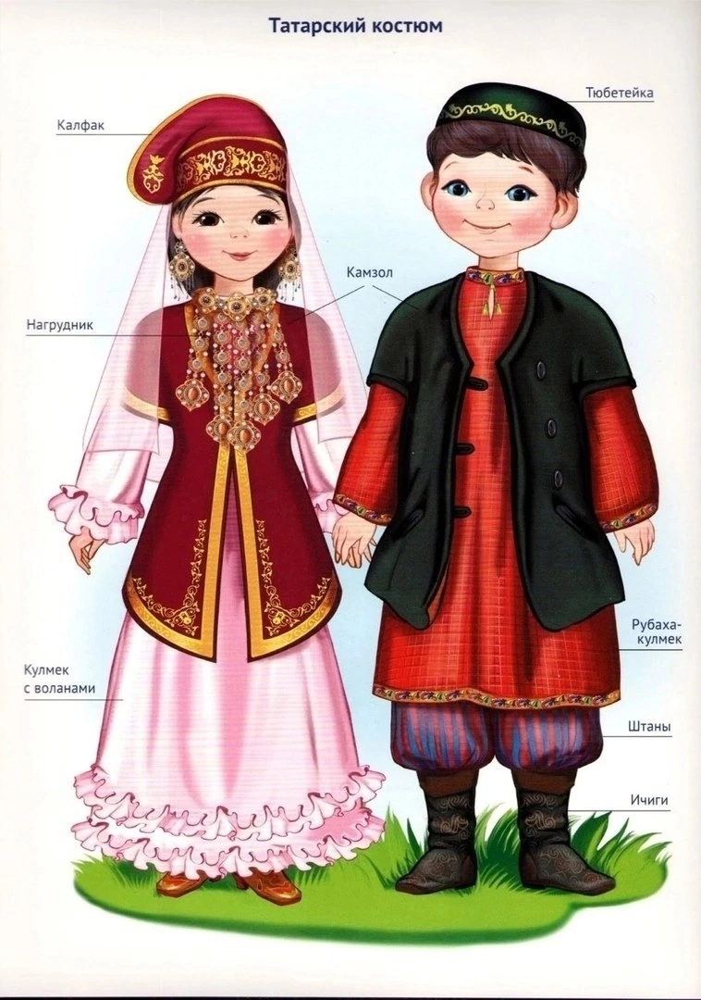 Татарский костюм
Тюбетейка
Калфак
Камзол
Нагрудник
Рубаха-
кулмек
Кулмек
с воланами
Штаны
Ичиги